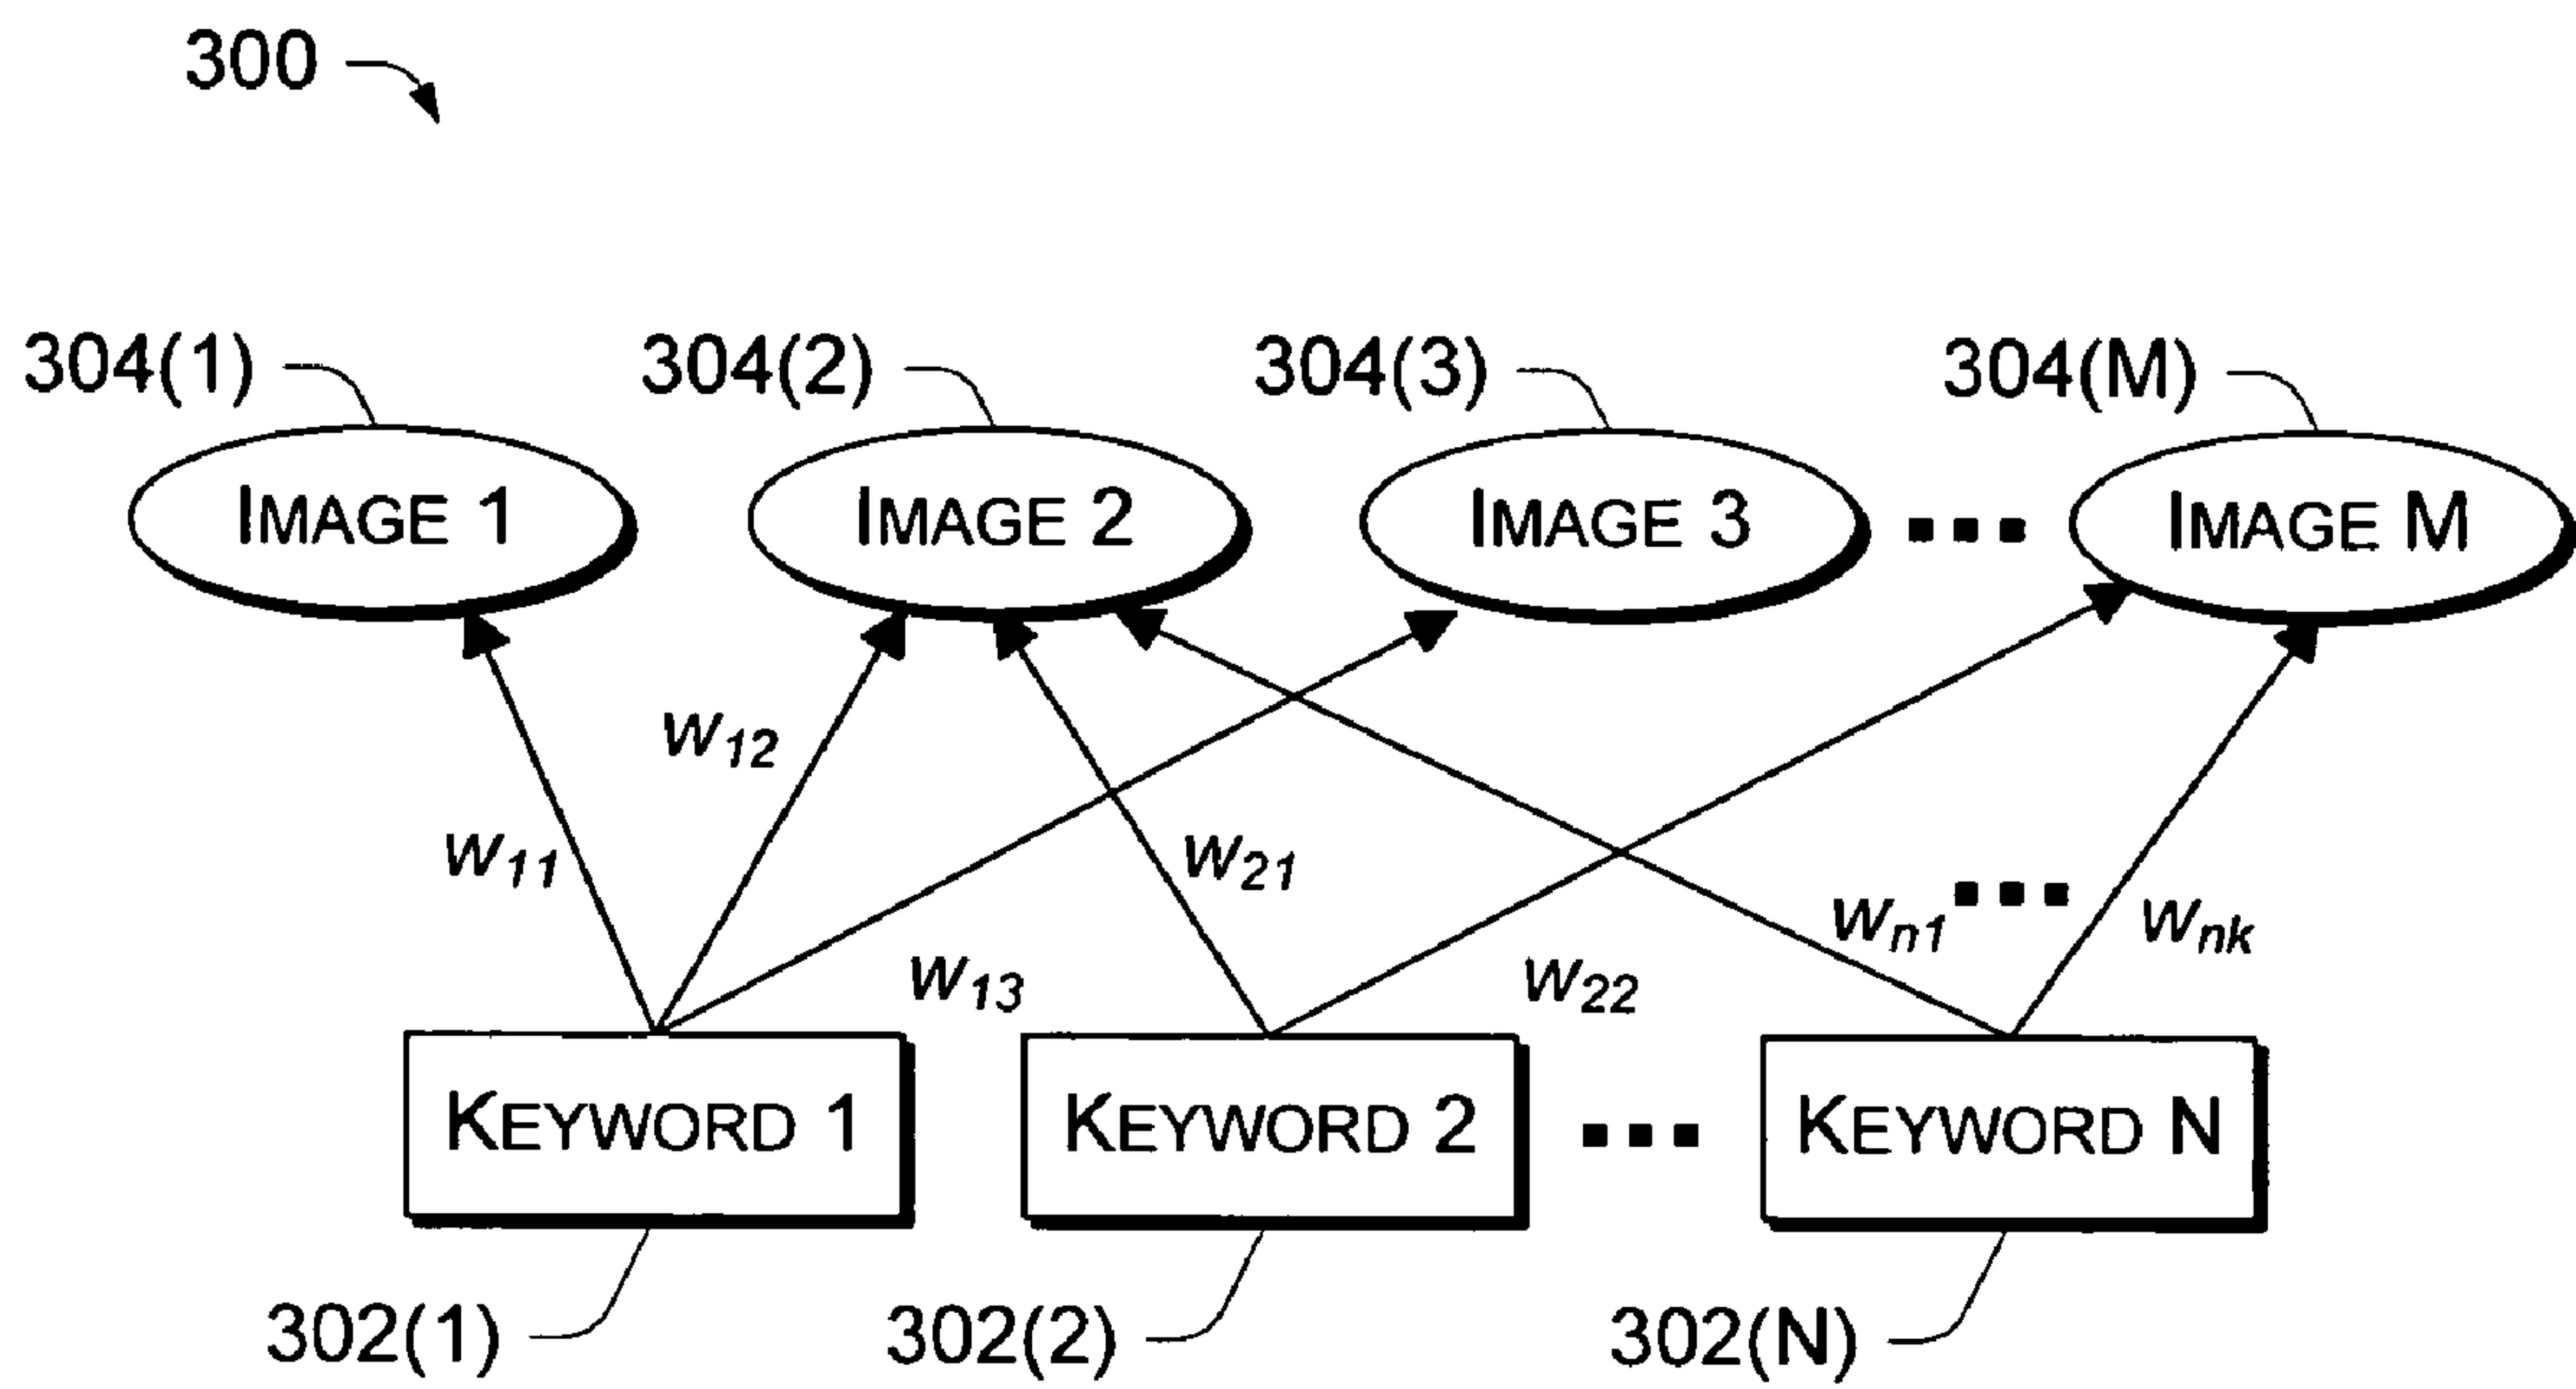 300
304(1) 304(2) 304(3) 304(M)
IMAGE 1 IMAGE 2 IMAGE 3 ... IMAGE M
w12
w11 w21
wn1 ... wnk
w13 w22
KEYWORD 1 KEYWORD 2 ... KEYWORD N
302(1) 302(2) 302(N)